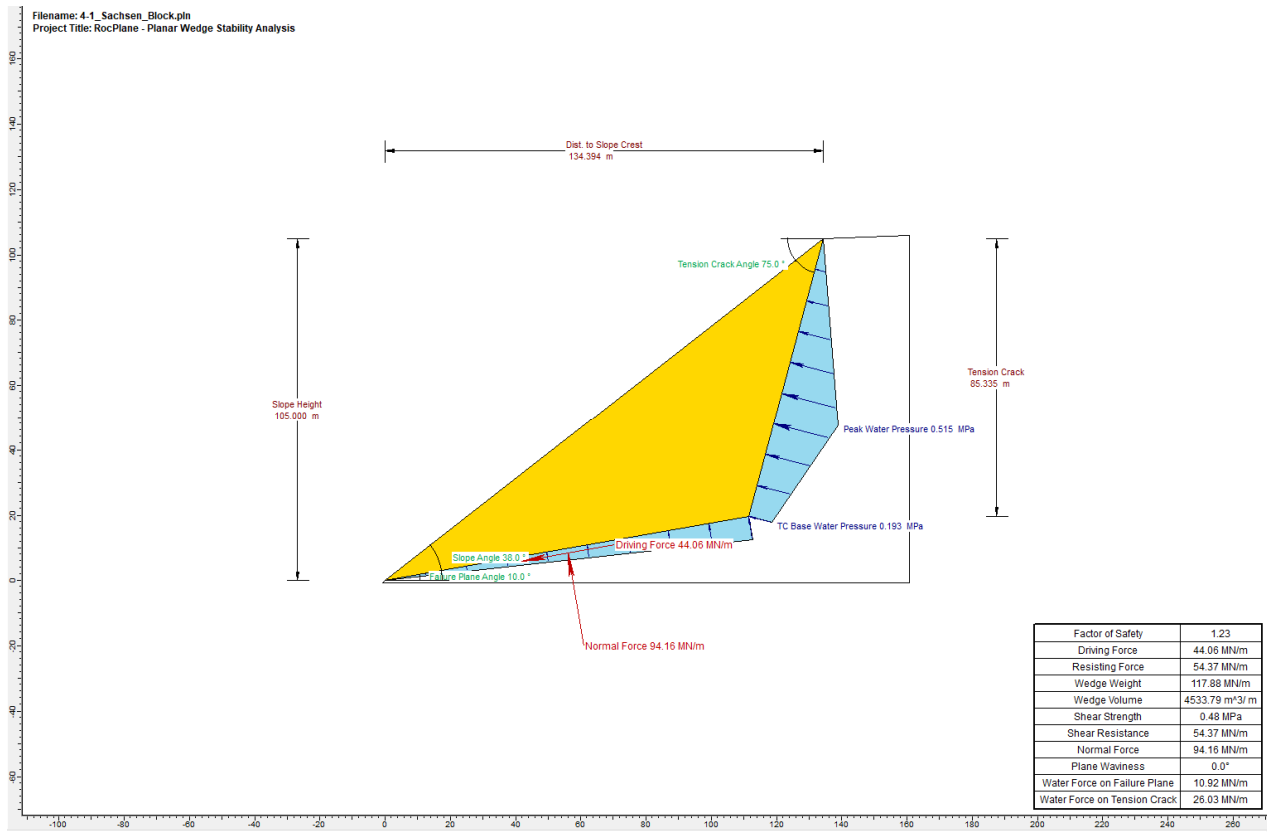 Filename: 4-1_Sachsen_Block.pln
Project Title: RocPlane - Planar Wedge Stability Analysis
160
140
120
100
80
60
40
20
0
-20
-40
-60
Dist. to Slope Crest
134.394 m
Tension Crack Angle 75.0 °
Slope Height
105.000 m
Tension Crack
85.335 m
Peak Water Pressure 0.515 MPa
TC Base Water Pressure 0.193 MPa
Driving Force 44.06 MN/m
Slope Angle 38.0 °
Failure Plane Angle 10.0 °
Normal Force 94.16 MN/m
Factor of Safety 1.23
Driving Force 44.06 MN/m
Resisting Force 54.37 MN/m
Wedge Weight 117.88 MN/m
Wedge Volume 4533.79 m^3/ m
Shear Strength 0.48 MPa
Shear Resistance 54.37 MN/m
Normal Force 94.16 MN/m
Plane Waviness 0.0°
Water Force on Failure Plane 10.92 MN/m
Water Force on Tension Crack 26.03 MN/m
-100 -80 -60 -40 -20 0 20 40 60 80 100 120 140 160 180 200 220 240 260